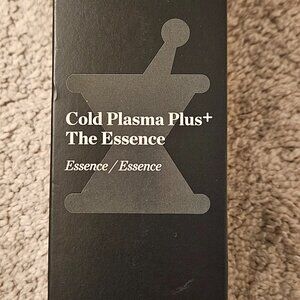 Cold Plasma Plus+
The Essence
Essence / Essence